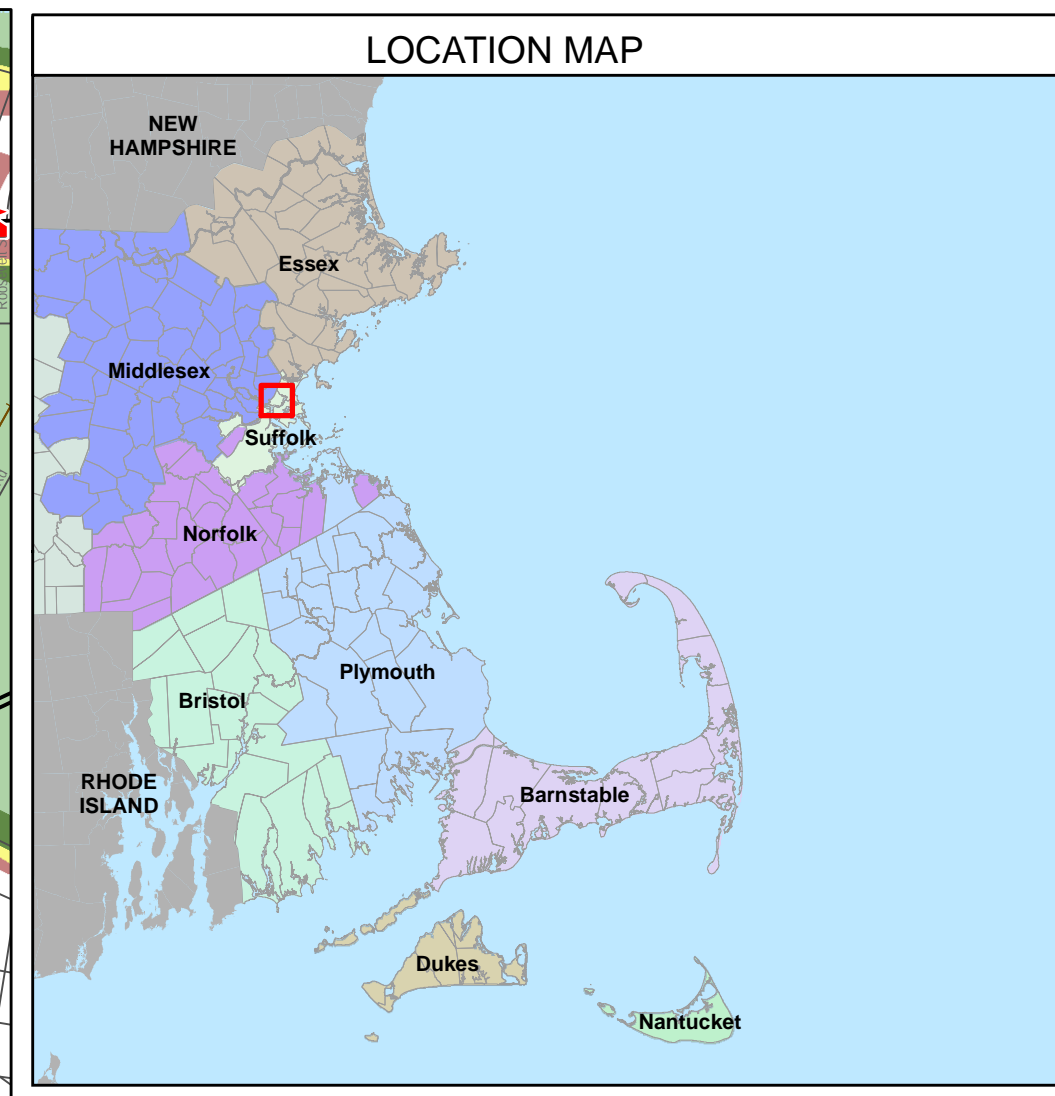 LOCATION MAP
NEW
HAMPSHIRE
Essex
Middlesex
Suffolk
Norfolk
Plymouth
Bristol
RHODE
ISLAND
Barnstable
Dukes
Nantucket